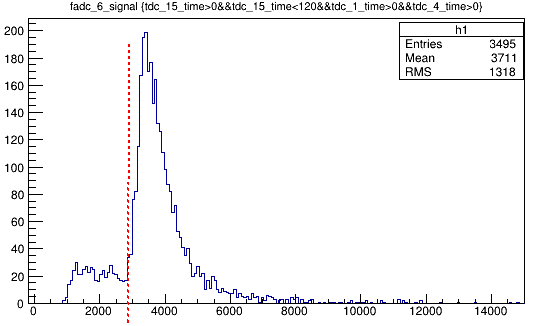 fadc_6_signal {tdc_15_time>0&&tdc_15_time<120&&tdc_1_time>0&&tdc_4_time>0}
h1
Entries 3495
Mean 3711
RMS 1318
200
180
160
140
120
100
80
60
40
20
0
0 2000 4000 6000 8000 10000 12000 14000